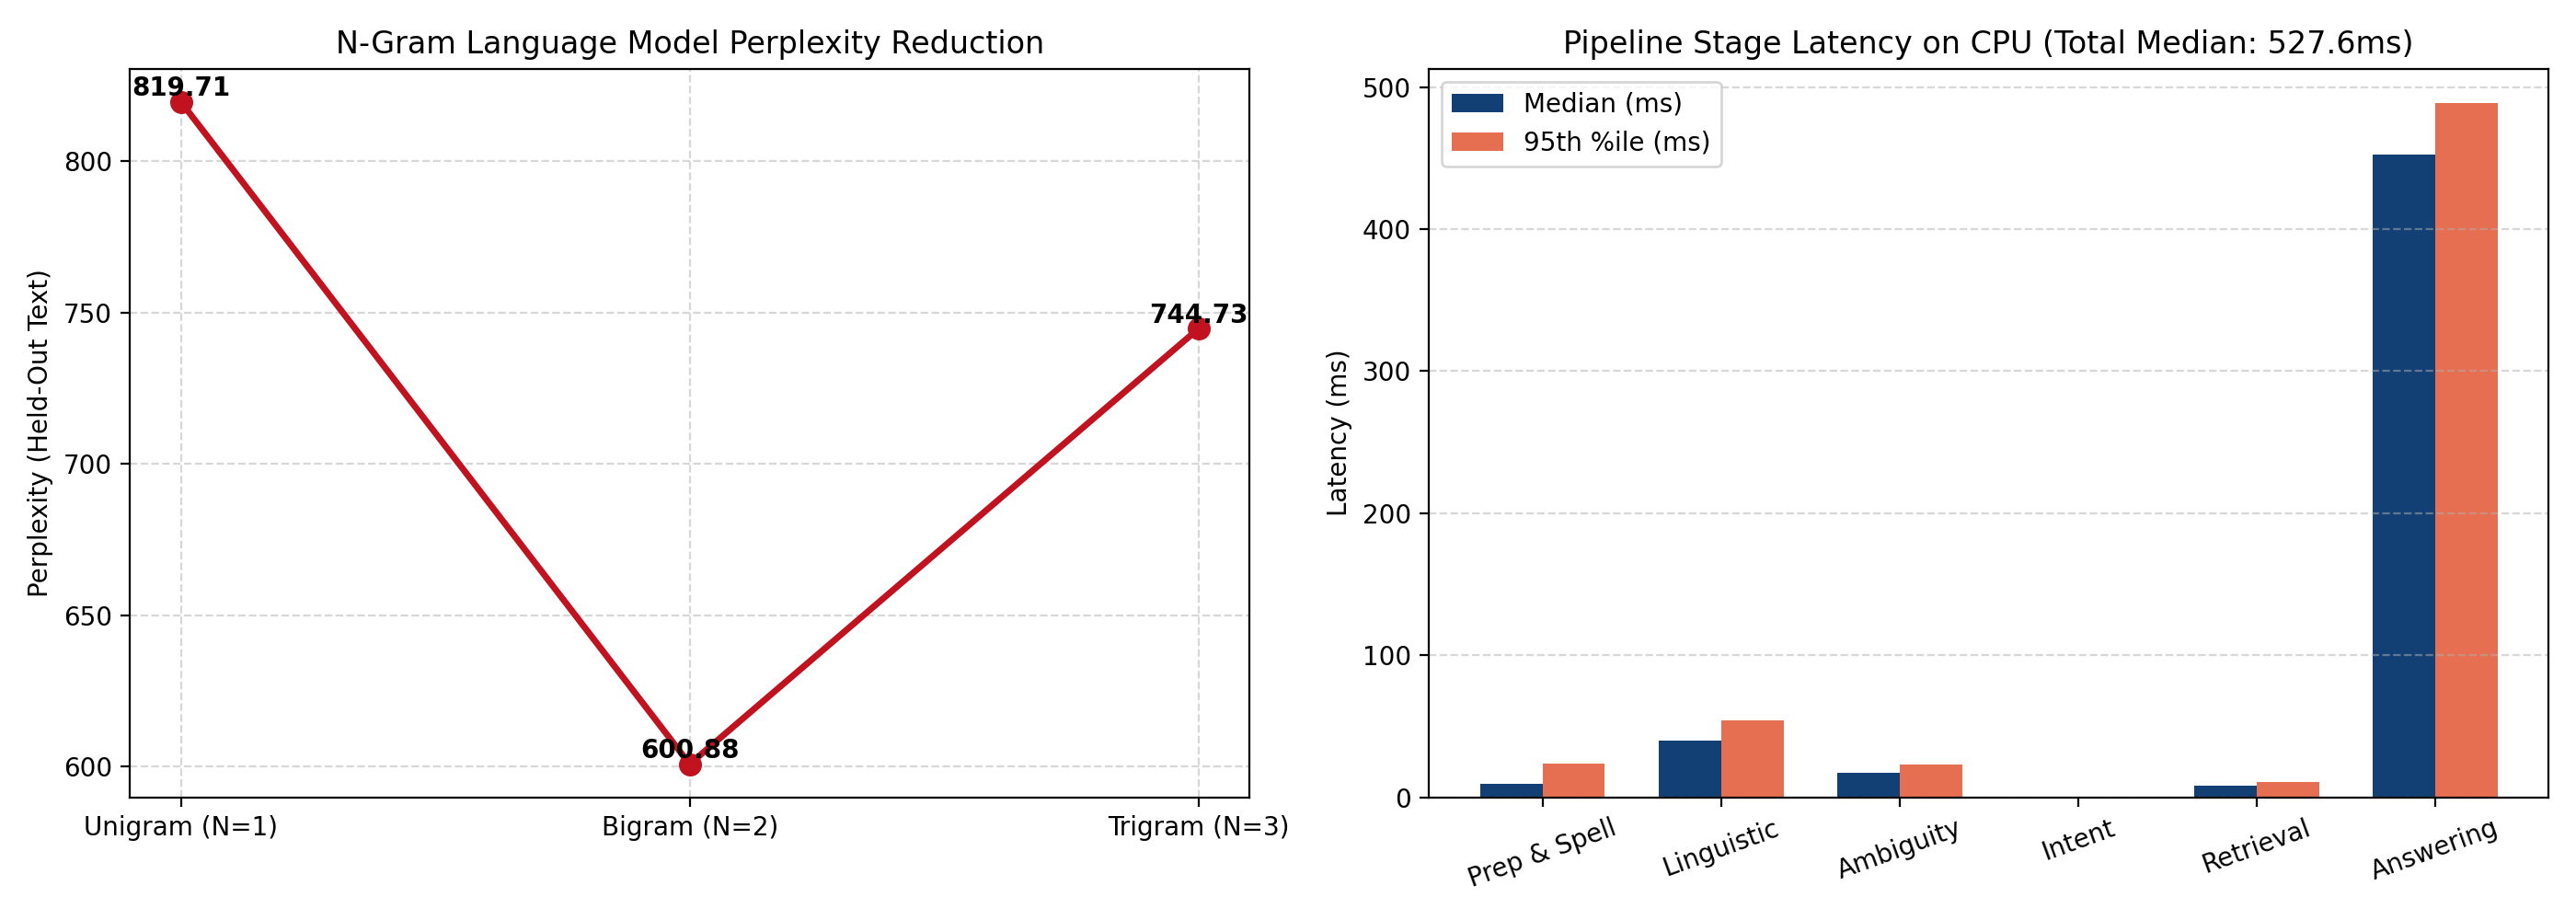 N-Gram Language Model Perplexity Reduction
Perplexity (Held-Out Text)
800
750
700
650
600
819.71
600.88
744.73
Unigram (N=1)
Bigram (N=2)
Trigram (N=3)
Pipeline Stage Latency on CPU (Total Median: 527.6ms)
Median (ms)
95th %ile (ms)
Latency (ms)
500
400
300
200
100
0
Prep & Spell
Linguistic
Ambiguity
Intent
Retrieval
Answering